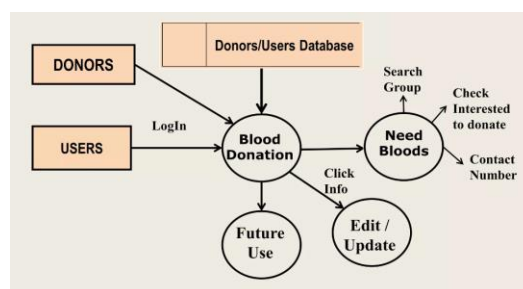 Donors/Users Database
DONORS
Search
Group
Check
Interested
to donate
LogIn
USERS
Blood
Donation
Need
Bloods
Contact
Number
Click
Info
Future
Use
Edit /
Update